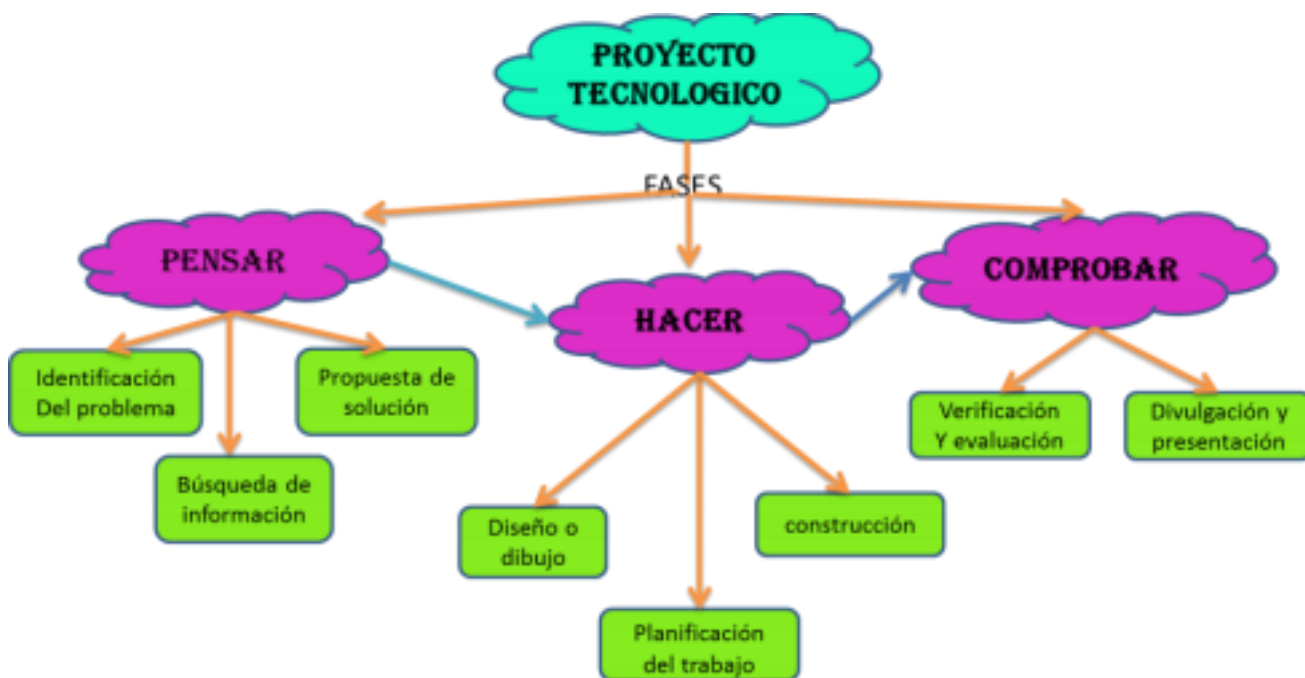 PROYECTO
TECNOLOGICO
FASES
PENSAR
HACER
COMPROBAR
Identificación
Del problema
Propuesta de
solución
Búsqueda de
información
Diseño o
dibujo
construcción
Planificación
del trabajo
Verificación
Y evaluación
Divulgación y
presentación